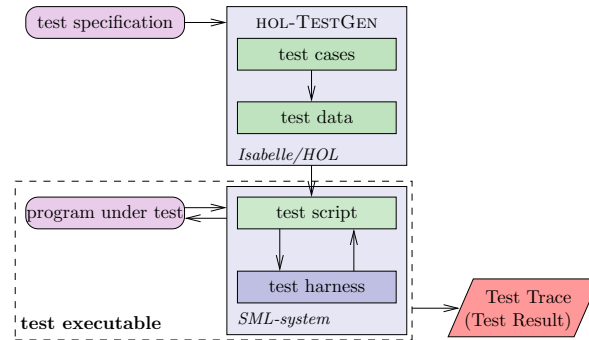 test specification
HOL-TESTGEN
test cases
test data
Isabelle/HOL
program under test
test script
test harness
test executable
SML-system
Test Trace
(Test Result)